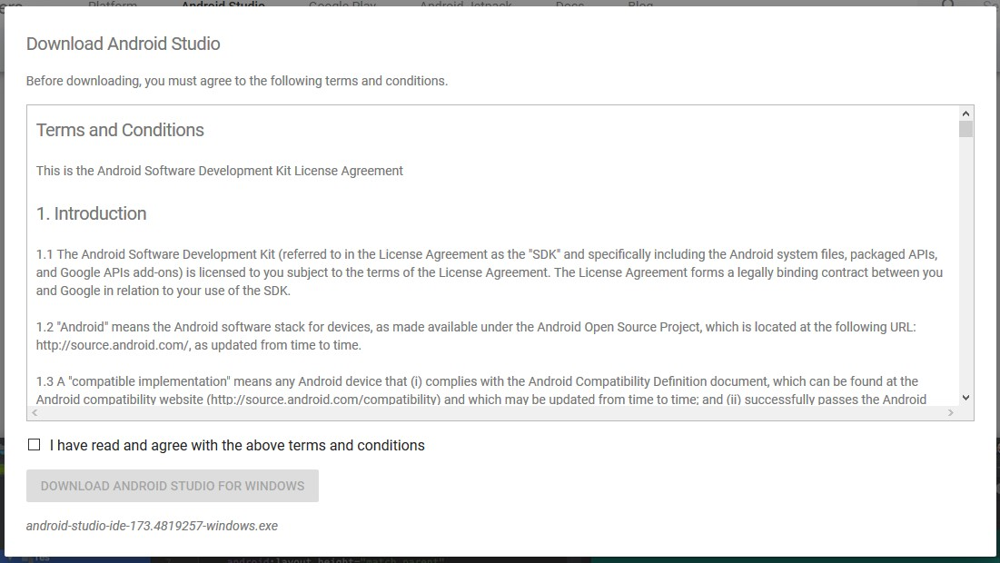 Platform Android Studio Google Play Android Jetpack Docs Blog
Download Android Studio
Before downloading, you must agree to the following terms and conditions.
Terms and Conditions
This is the Android Software Development Kit License Agreement
1. Introduction
1.1 The Android Software Development Kit (referred to in the License Agreement as the "SDK" and specifically including the Android system files, packaged APIs,
and Google APIs add-ons) is licensed to you subject to the terms of the License Agreement. The License Agreement forms a legally binding contract between you
and Google in relation to your use of the SDK.
1.2 "Android" means the Android software stack for devices, as made available under the Android Open Source Project, which is located at the following URL:
http://source.android.com/, as updated from time to time.
1.3 A "compatible implementation" means any Android device that (i) complies with the Android Compatibility Definition document, which can be found at the
Android compatibility website (http://source.android.com/compatibility) and which may be updated from time to time; and (ii) successfully passes the Android
I have read and agree with the above terms and conditions
DOWNLOAD ANDROID STUDIO FOR WINDOWS
android-studio-ide-173.4819257-windows.exe
android:layout_height="match_parent"